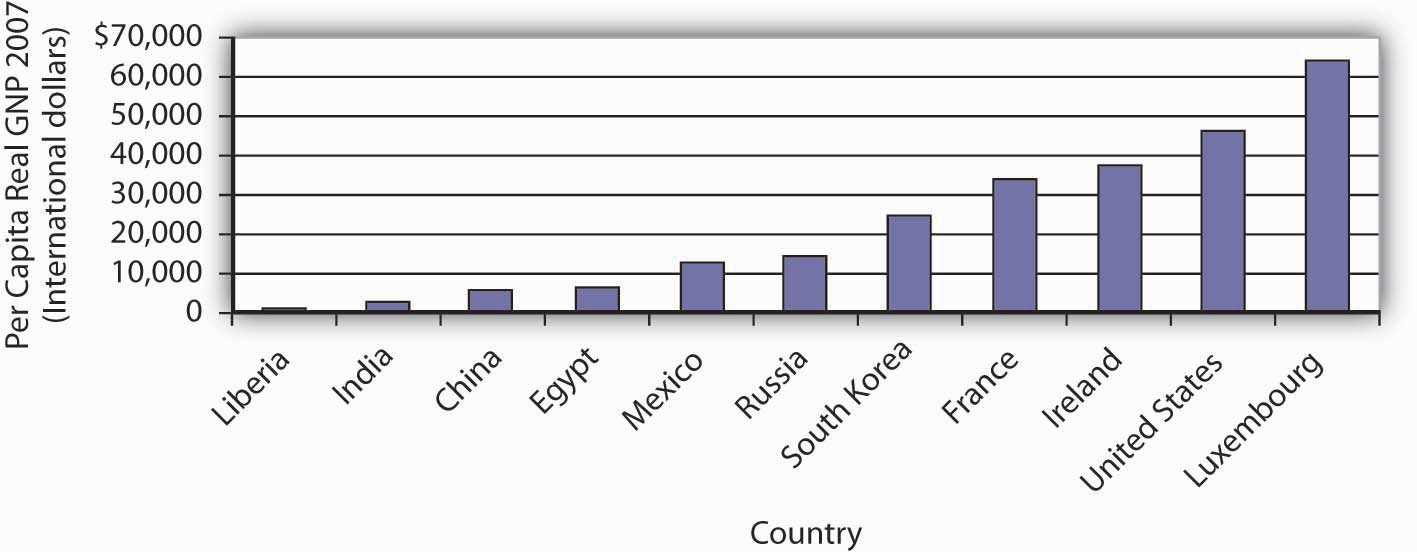 Per Capita Real GNP 2007
(International dollars)
$70,000
60,000
50,000
40,000
30,000
20,000
10,000
0
Liberia
India
China
Egypt
Mexico
Russia
South Korea
France
Ireland
United States
Luxembourg
Country